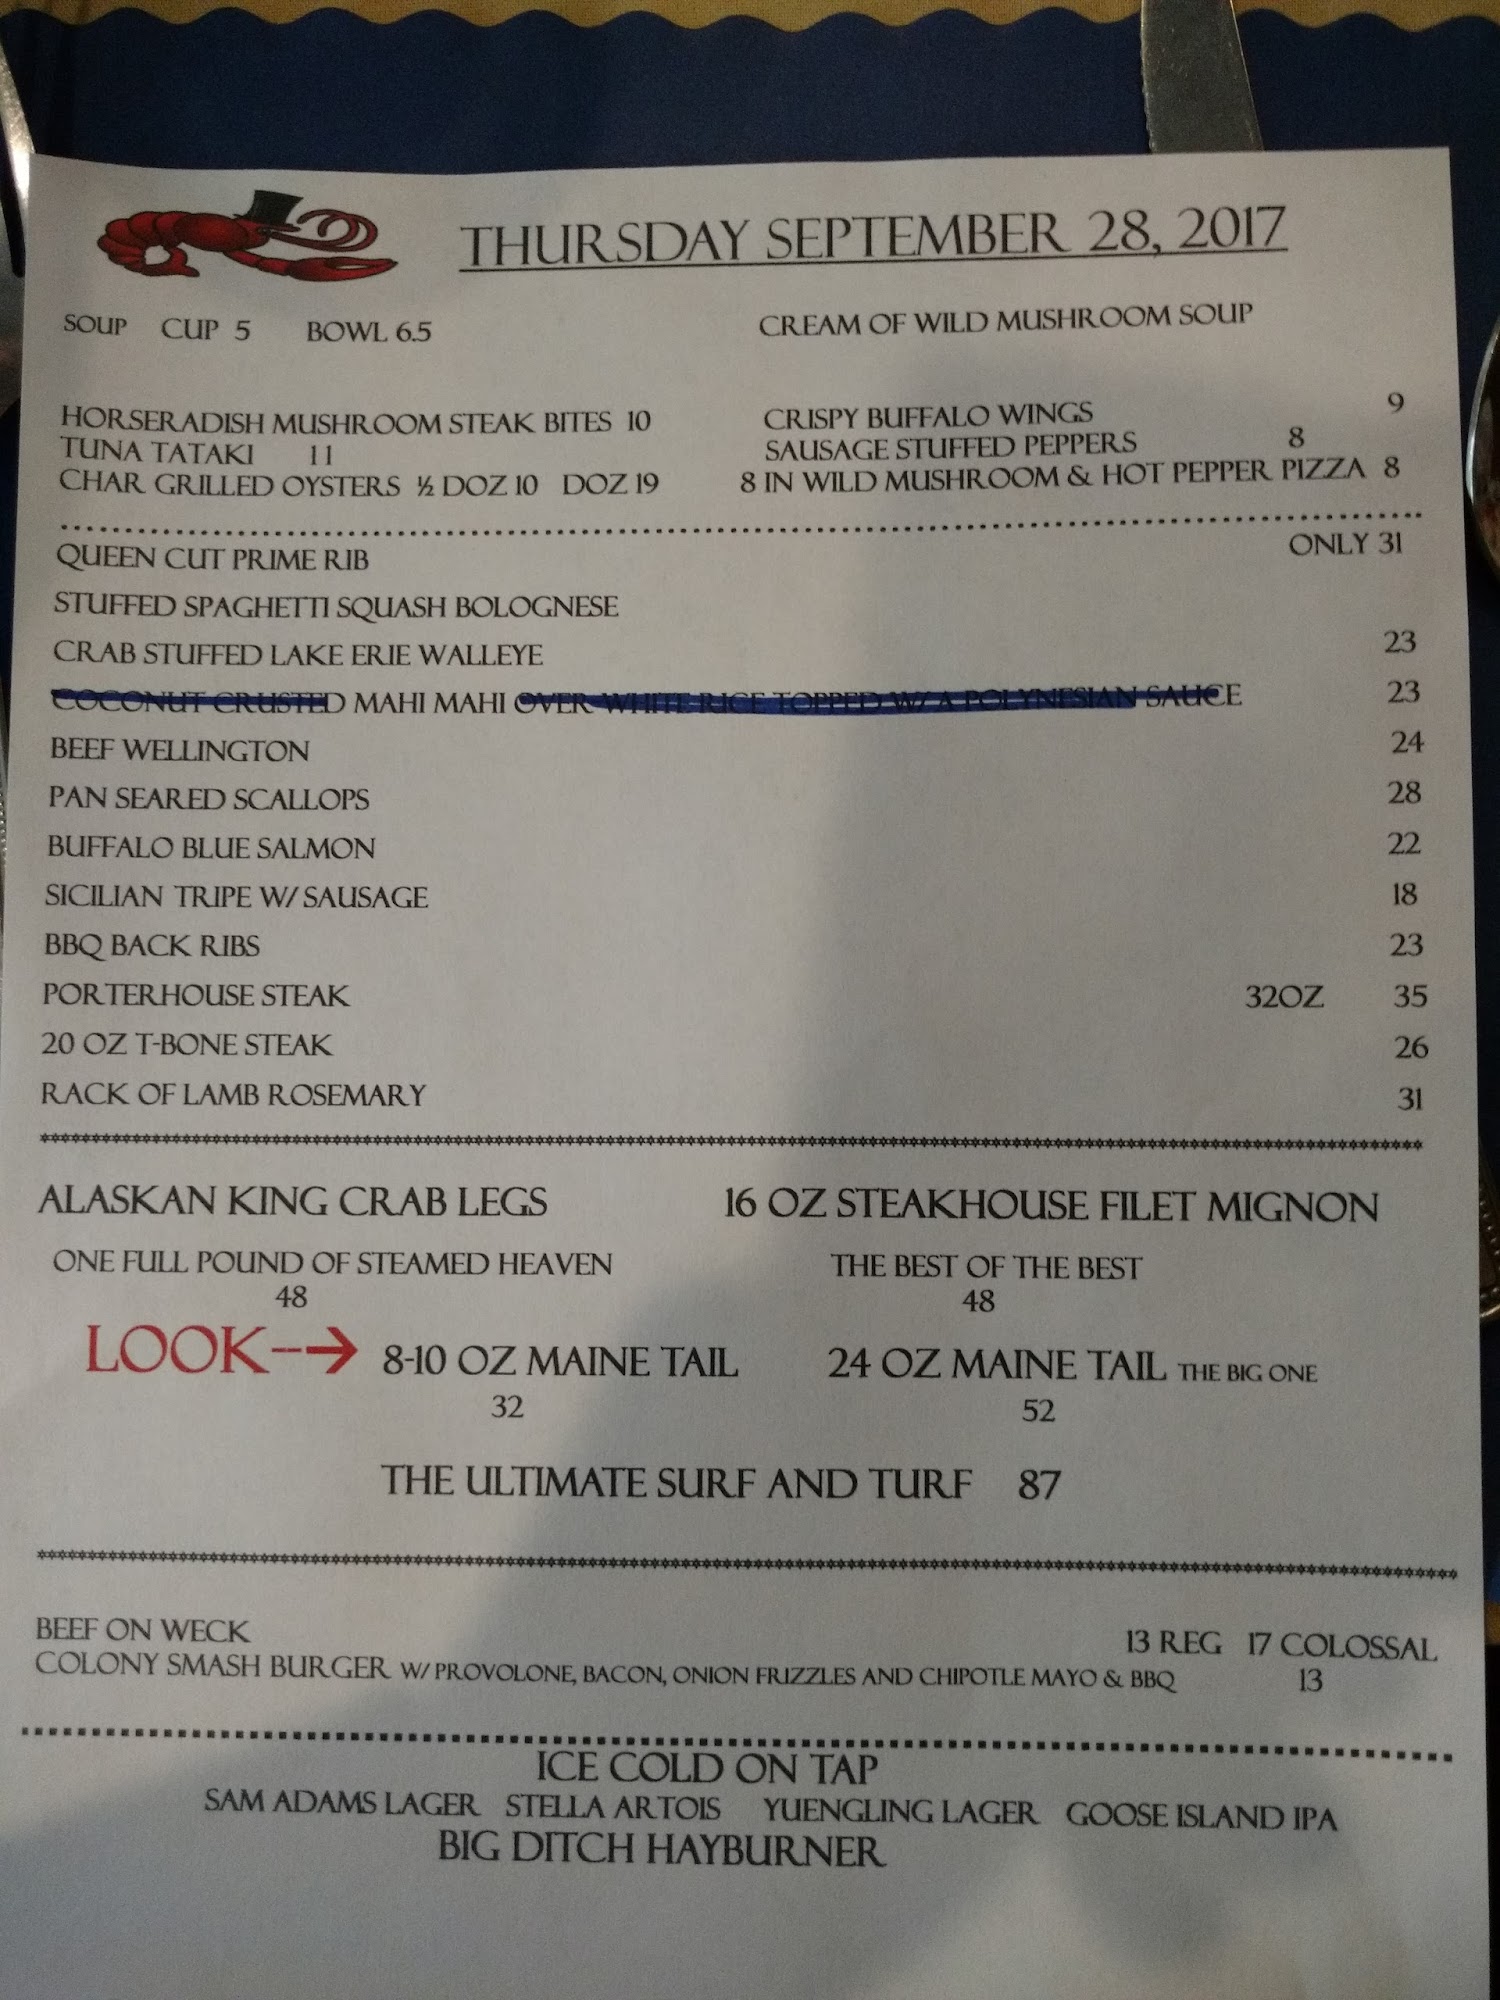 THURSDAY SEPTEMBER 28, 2017
SOUP CUP 5 BOWL 6.5 CREAM OF WILD MUSHROOM SOUP
HORSERADISH MUSHROOM STEAK BITES 10 CRISPY BUFFALO WINGS 9
TUNA TATAKI 11 SAUSAGE STUFFED PEPPERS 8
CHAR GRILLED OYSTERS ½ DOZ 10 DOZ 19 8 IN WILD MUSHROOM & HOT PEPPER PIZZA 8
QUEEN CUT PRIME RIB ONLY 31
STUFFED SPAGHETTI SQUASH BOLOGNESE
CRAB STUFFED LAKE ERIE WALLEYE 23
COCONUT CRUSTED MAHI MAHI OVER WHITE RICE TOPPED W/ A POLYNESIAN SAUCE 23
BEEF WELLINGTON 24
PAN SEARED SCALLOPS 28
BUFFALO BLUE SALMON 22
SICILIAN TRIPE W/ SAUSAGE 18
BBQ BACK RIBS 23
PORTERHOUSE STEAK 32OZ 35
20 OZ T-BONE STEAK 26
RACK OF LAMB ROSEMARY 31
ALASKAN KING CRAB LEGS 16 OZ STEAKHOUSE FILET MIGNON
ONE FULL POUND OF STEAMED HEAVEN THE BEST OF THE BEST
48 48
LOOK--→ 8-10 OZ MAINE TAIL 24 OZ MAINE TAIL THE BIG ONE
32 52
THE ULTIMATE SURF AND TURF 87
BEEF ON WECK 13 REG 17 COLOSSAL
COLONY SMASH BURGER W/ PROVOLONE, BACON, ONION FRIZZLES AND CHIPOTLE MAYO & BBQ 13
ICE COLD ON TAP
SAM ADAMS LAGER STELLA ARTOIS YUENGLING LAGER GOOSE ISLAND IPA
BIG DITCH HAYBURNER